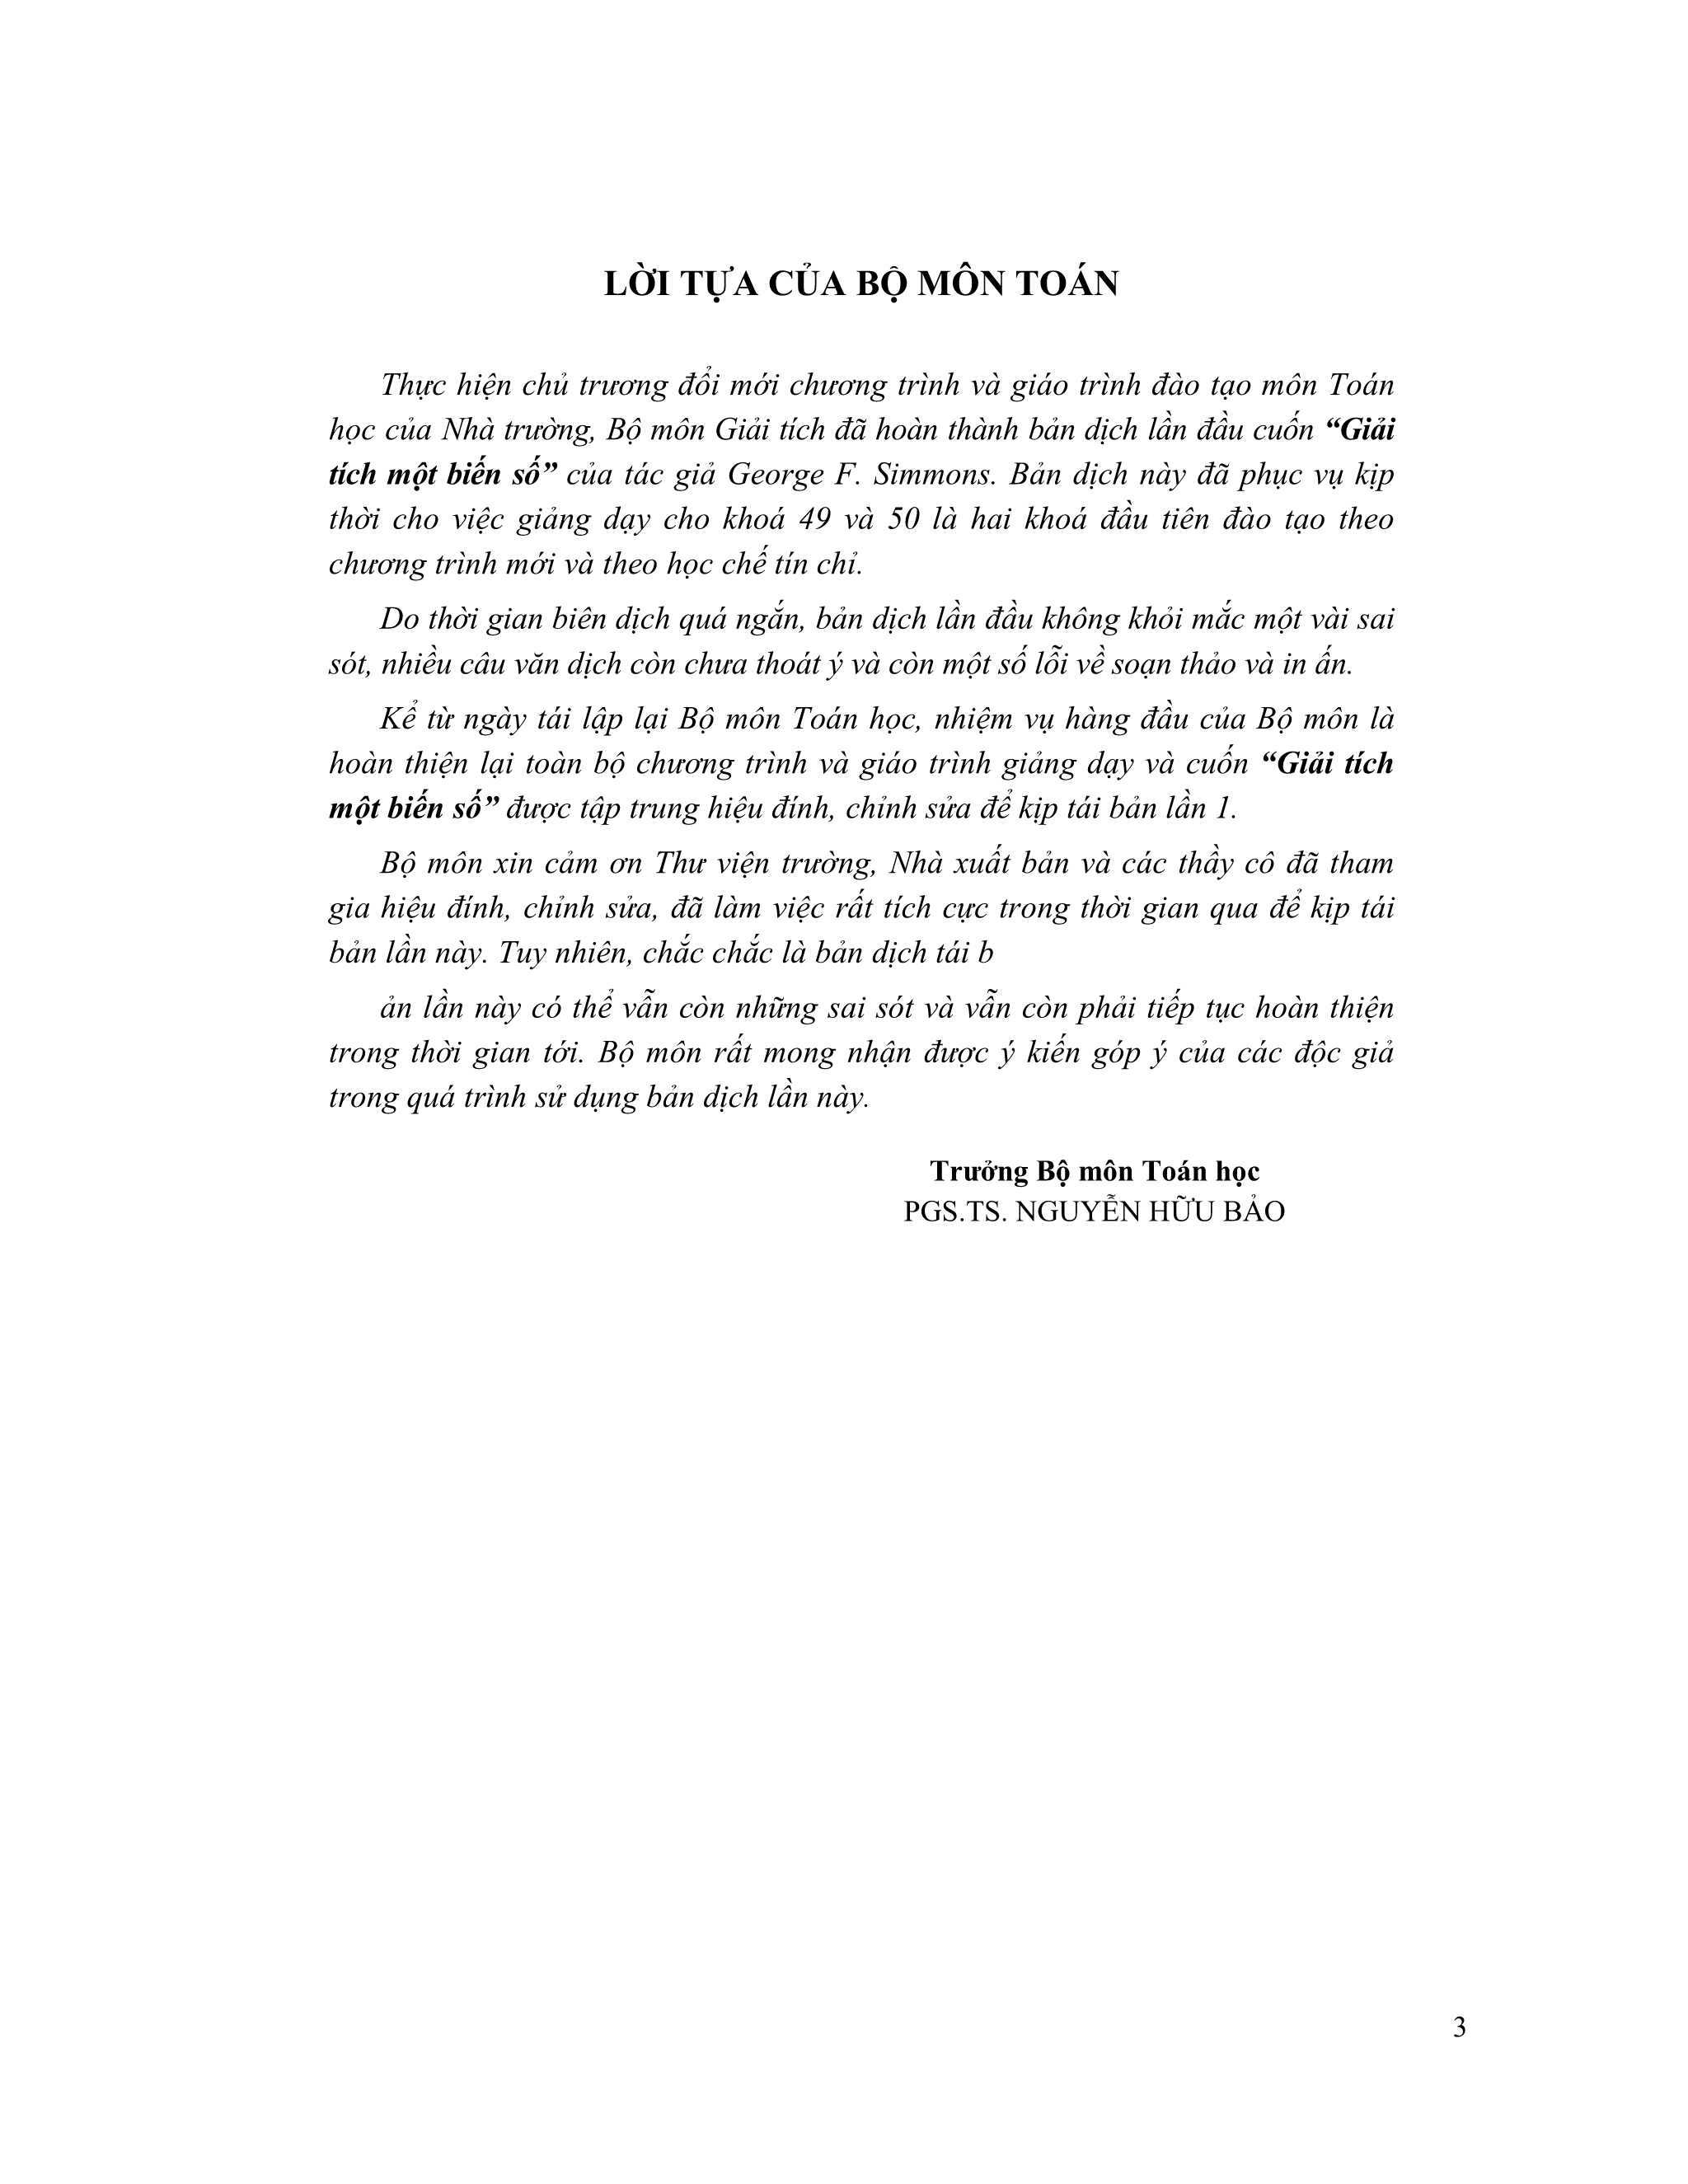 LỜI TỰA CỦA BỘ MÔN TOÁN
Thực hiện chủ trương đổi mới chương trình và giáo trình đào tạo môn Toán
học của Nhà trường, Bộ môn Giải tích đã hoàn thành bản dịch lần đầu cuốn “Giải
tích một biến số” của tác giả George F. Simmons. Bản dịch này đã phục vụ kịp
thời cho việc giảng dạy cho khoá 49 và 50 là hai khoá đầu tiên đào tạo theo
chương trình mới và theo học chế tín chỉ.
Do thời gian biên dịch quá ngắn, bản dịch lần đầu không khỏi mắc một vài sai
sót, nhiều câu văn dịch còn chưa thoát ý và còn một số lỗi về soạn thảo và in ấn.
Kể từ ngày tái lập lại Bộ môn Toán học, nhiệm vụ hàng đầu của Bộ môn là
hoàn thiện lại toàn bộ chương trình và giáo trình giảng dạy và cuốn “Giải tích
một biến số” được tập trung hiệu đính, chỉnh sửa để kịp tái bản lần 1.
Bộ môn xin cảm ơn Thư viện trường, Nhà xuất bản và các thầy cô đã tham
gia hiệu đính, chỉnh sửa, đã làm việc rất tích cực trong thời gian qua để kịp tái
bản lần này. Tuy nhiên, chắc chắc là bản dịch tái b
ản lần này có thể vẫn còn những sai sót và vẫn còn phải tiếp tục hoàn thiện
trong thời gian tới. Bộ môn rất mong nhận được ý kiến góp ý của các độc giả
trong quá trình sử dụng bản dịch lần này.
Trưởng Bộ môn Toán học
PGS.TS. NGUYỄN HỮU BẢO
3